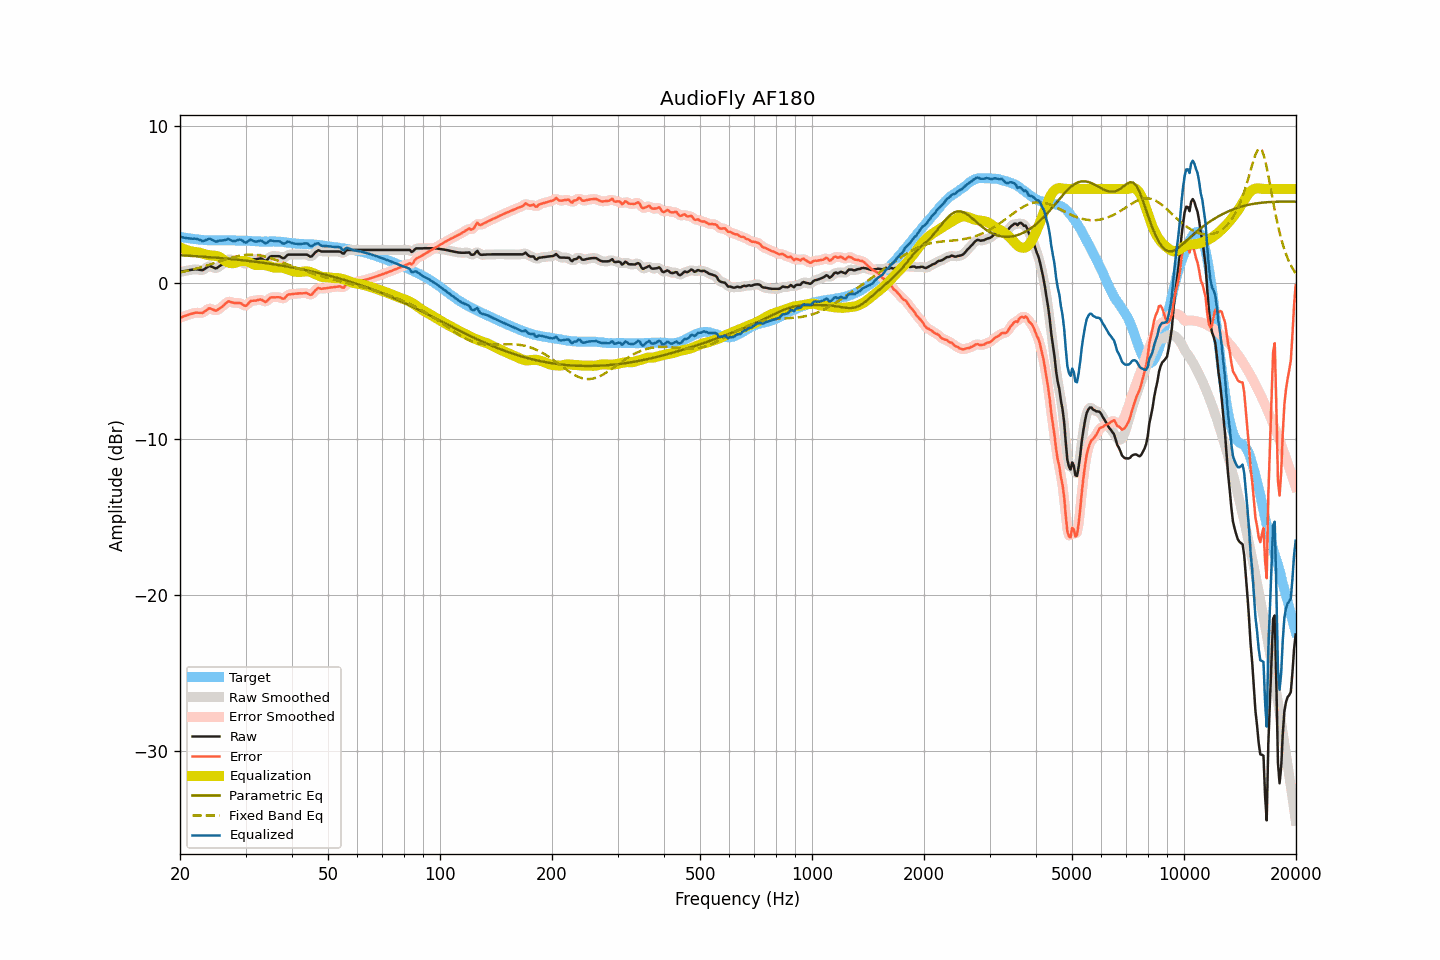 AudioFly AF180
10
0
−10
−20
−30
Amplitude (dBr)
Target
Raw Smoothed
Error Smoothed
Raw
Error
Equalization
Parametric Eq
Fixed Band Eq
Equalized
20 50 100 200 500 1000 2000 5000 10000 20000
Frequency (Hz)